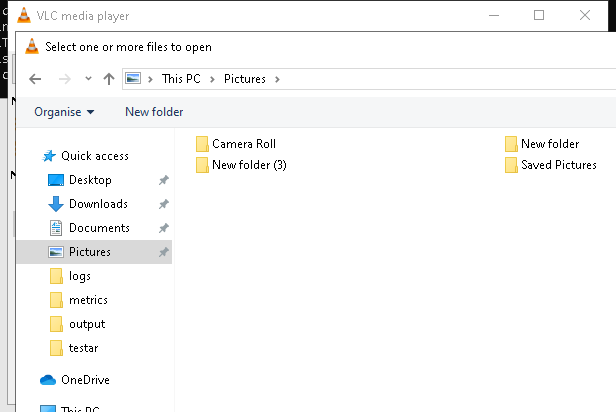 VLC media player
Select one or more files to open
This PC > Pictures >
Organise New folder
Camera Roll New folder
New folder (3) Saved Pictures
Quick access
Desktop
Downloads
Documents
Pictures
logs
metrics
output
testar
OneDrive
This PC